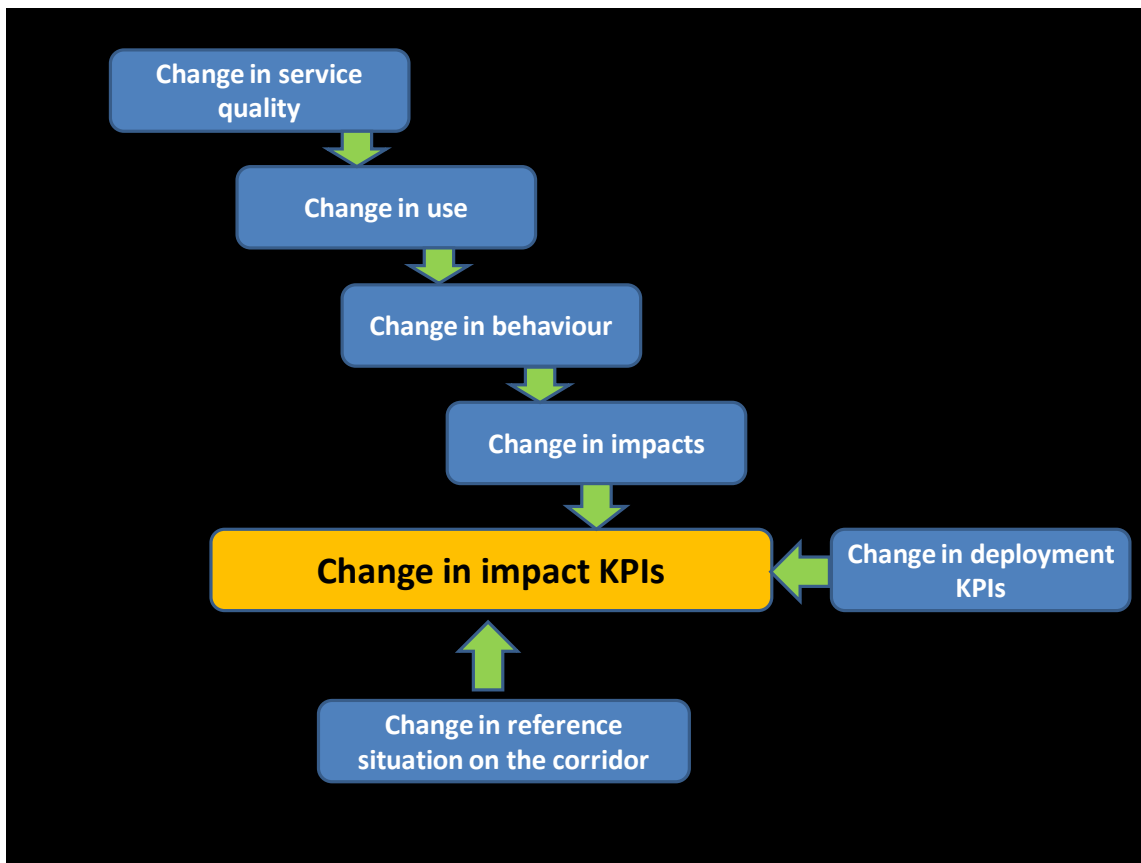 Change in service
quality
Change in use
Change in behaviour
Change in impacts
Change in impact KPIs
Change in deployment
KPIs
Change in reference
situation on the corridor